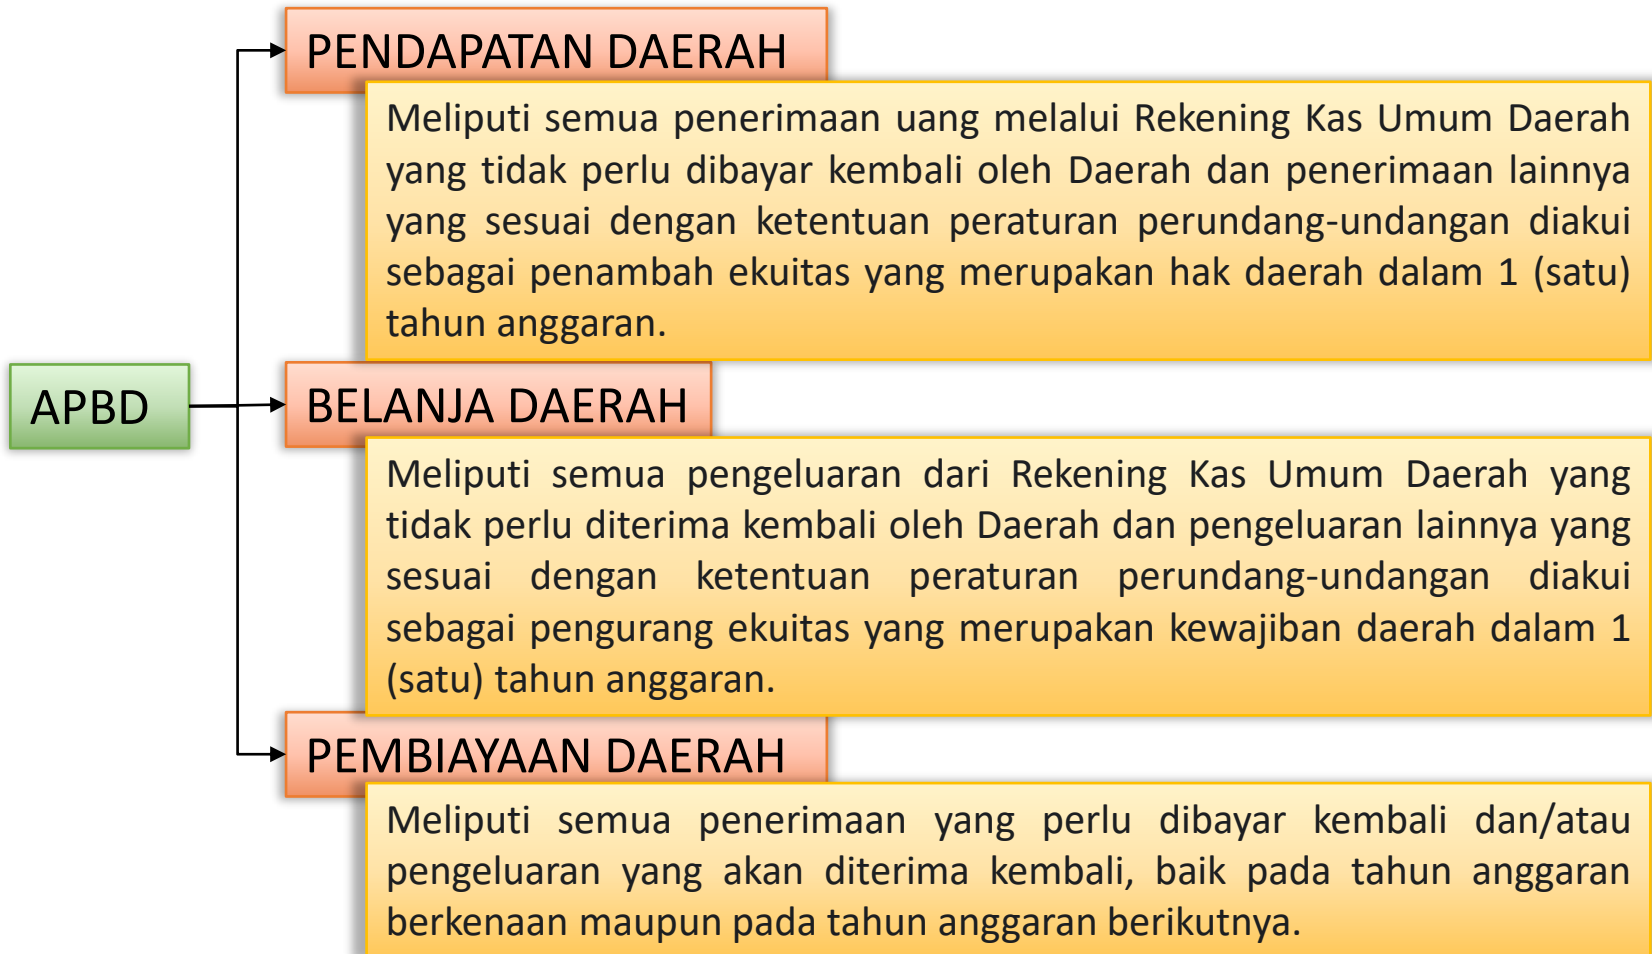 PENDAPATAN DAERAH
Meliputi semua penerimaan uang melalui Rekening Kas Umum Daerah
yang tidak perlu dibayar kembali oleh Daerah dan penerimaan lainnya
yang sesuai dengan ketentuan peraturan perundang-undangan diakui
sebagai penambah ekuitas yang merupakan hak daerah dalam 1 (satu)
tahun anggaran.
APBD
BELANJA DAERAH
Meliputi semua pengeluaran dari Rekening Kas Umum Daerah yang
tidak perlu diterima kembali oleh Daerah dan pengeluaran lainnya yang
sesuai dengan ketentuan peraturan perundang-undangan diakui
sebagai pengurang ekuitas yang merupakan kewajiban daerah dalam 1
(satu) tahun anggaran.
PEMBIAYAAN DAERAH
Meliputi semua penerimaan yang perlu dibayar kembali dan/atau
pengeluaran yang akan diterima kembali, baik pada tahun anggaran
berkenaan maupun pada tahun anggaran berikutnya.